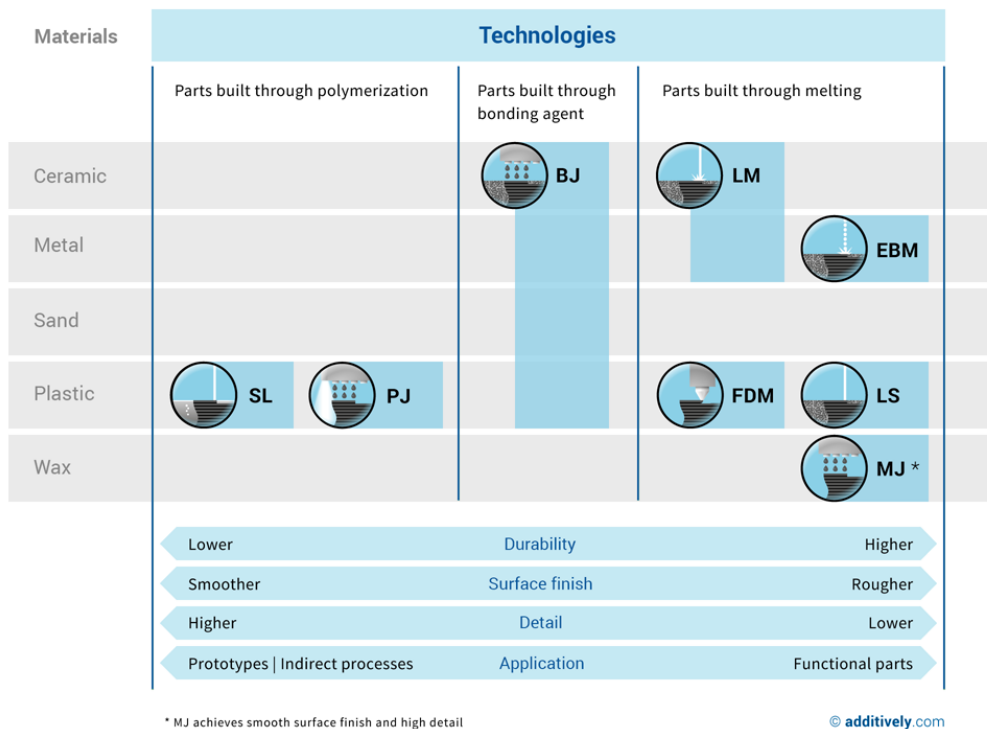 Materials
Technologies
Parts built through polymerization
Parts built through
bonding agent
Parts built through melting
Ceramic
BJ
LM
Metal
EBM
Sand
Plastic
SL
PJ
FDM
LS
Wax
MJ *
Lower Durability Higher
Smoother Surface finish Rougher
Higher Detail Lower
Prototypes | Indirect processes Application Functional parts
* MJ achieves smooth surface finish and high detail
© additively.com